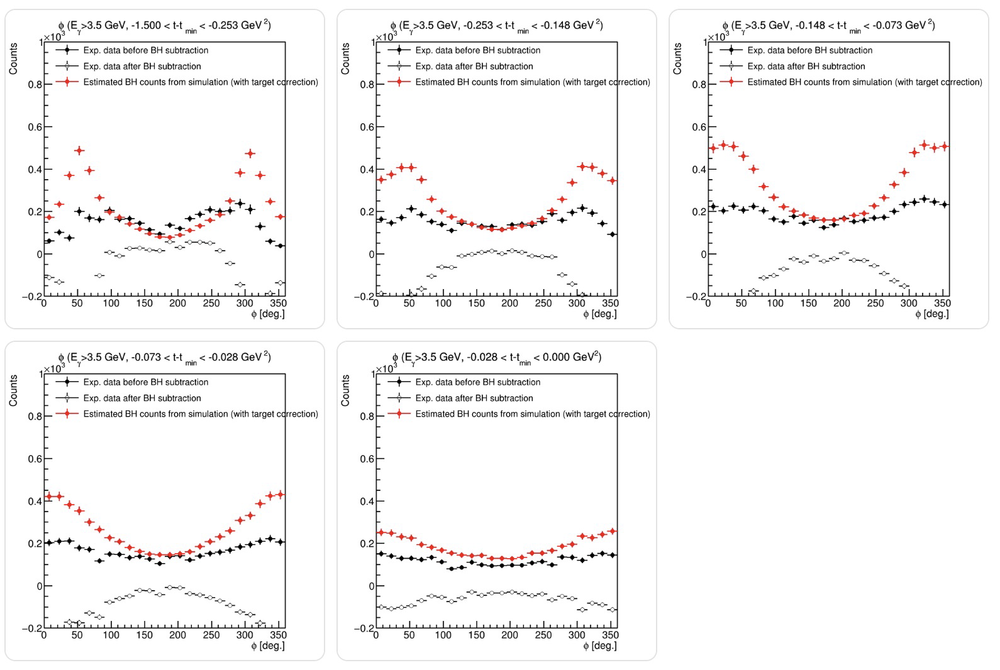 ϕ (Eγ>3.5 GeV, -1.500 < t-t min < -0.253 GeV²)
1×10³
Counts
Exp. data before BH subtraction
Exp. data after BH subtraction
Estimated BH counts from simulation (with target correction)
0.8
0.6
0.4
0.2
0
−0.2
0 50 100 150 200 250 300 350
ϕ [deg.]
ϕ (Eγ>3.5 GeV, -0.253 < t-t min < -0.148 GeV²)
1×10³
Counts
Exp. data before BH subtraction
Exp. data after BH subtraction
Estimated BH counts from simulation (with target correction)
0.8
0.6
0.4
0.2
0
−0.2
0 50 100 150 200 250 300 350
ϕ [deg.]
ϕ (Eγ>3.5 GeV, -0.148 < t-t min < -0.073 GeV²)
1×10³
Counts
Exp. data before BH subtraction
Exp. data after BH subtraction
Estimated BH counts from simulation (with target correction)
0.8
0.6
0.4
0.2
0
−0.2
0 50 100 150 200 250 300 350
ϕ [deg.]
ϕ (Eγ>3.5 GeV, -0.073 < t-t min < -0.028 GeV²)
1×10³
Counts
Exp. data before BH subtraction
Exp. data after BH subtraction
Estimated BH counts from simulation (with target correction)
0.8
0.6
0.4
0.2
0
−0.2
0 50 100 150 200 250 300 350
ϕ [deg.]
ϕ (Eγ>3.5 GeV, -0.028 < t-t min < 0.000 GeV²)
1×10³
Counts
Exp. data before BH subtraction
Exp. data after BH subtraction
Estimated BH counts from simulation (with target correction)
0.8
0.6
0.4
0.2
0
−0.2
0 50 100 150 200 250 300 350
ϕ [deg.]